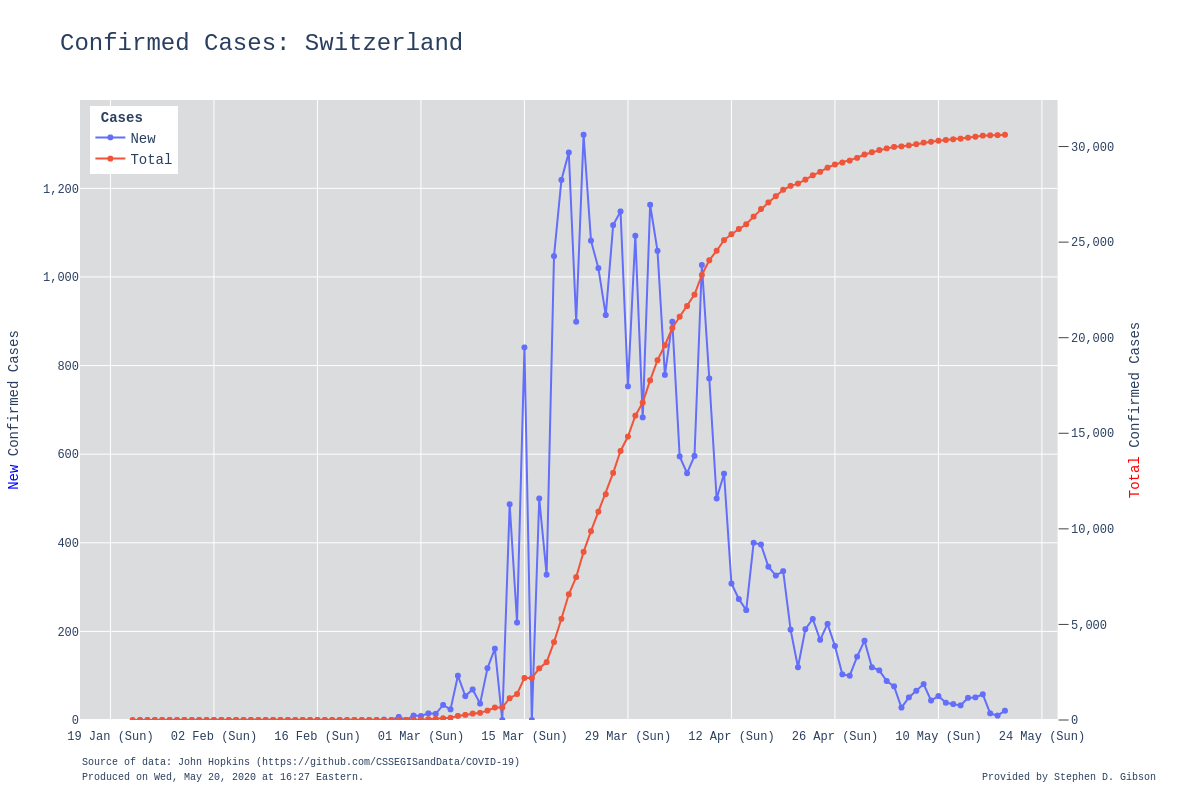 Confirmed Cases: Switzerland
Cases
New
Total
1,200
1,000
800
600
400
200
0
New Confirmed Cases
30,000
25,000
20,000
15,000
10,000
5,000
0
Total Confirmed Cases
19 Jan (Sun) 02 Feb (Sun) 16 Feb (Sun) 01 Mar (Sun) 15 Mar (Sun) 29 Mar (Sun) 12 Apr (Sun) 26 Apr (Sun) 10 May (Sun) 24 May (Sun)
Source of data: John Hopkins (https://github.com/CSSEGISandData/COVID-19)
Produced on Wed, May 20, 2020 at 16:27 Eastern.
Provided by Stephen D. Gibson